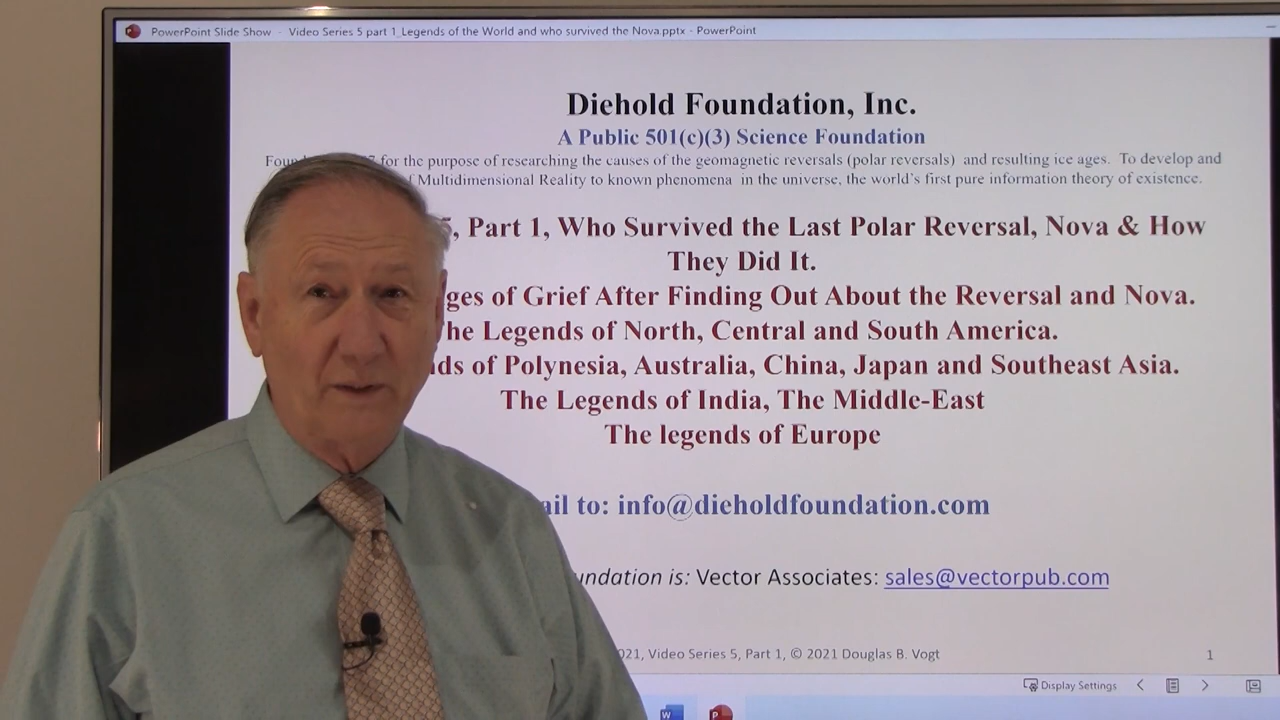 PowerPoint Slide Show - Video Series 5 part 1_Legends of the World and who survived the Nova.pptx - PowerPoint
Diehold Foundation, Inc.
A Public 501(c)(3) Science Foundation
for the purpose of researching the causes of the geomagnetic reversals (polar reversals) and resulting ice ages. To develop and
Multidimensional Reality to known phenomena in the universe, the world's first pure information theory of existence.
5, Part 1, Who Survived the Last Polar Reversal, Nova & How
They Did It.
ges of Grief After Finding Out About the Reversal and Nova.
he Legends of North, Central and South America.
ds of Polynesia, Australia, China, Japan and Southeast Asia.
The Legends of India, The Middle-East
The legends of Europe
ail to: info@dieholdfoundation.com
undation is: Vector Associates: sales@vectorpub.com
021, Video Series 5, Part 1, © 2021 Douglas B. Vogt
1
Display Settings